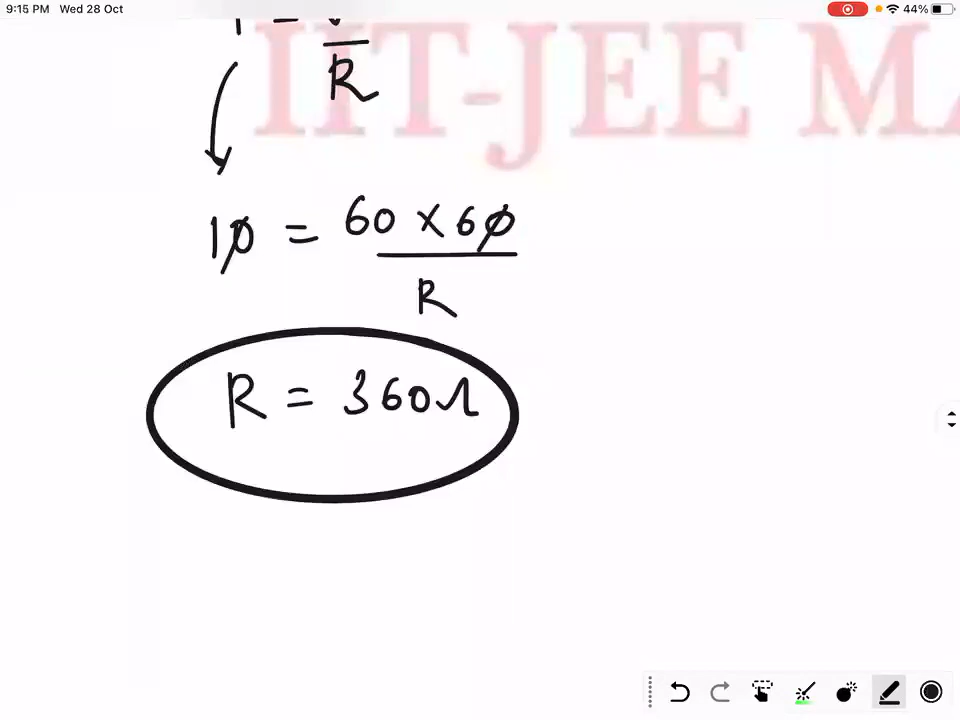 9:15 PM Wed 28 Oct 44%
IIT-JEE MA
R
10 = 60 × 60
R
R = 360Ω